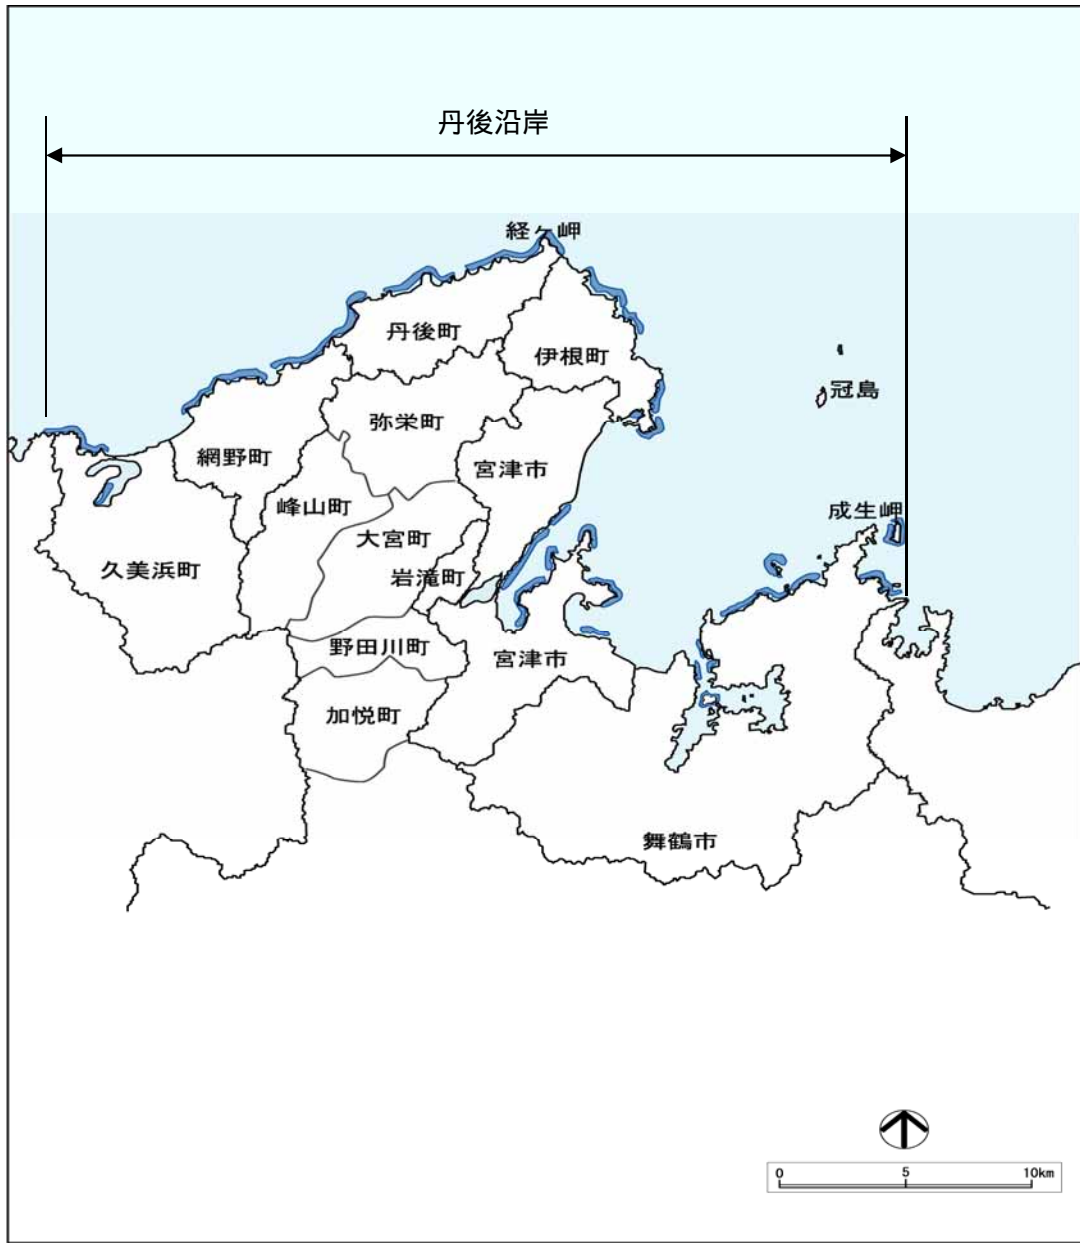 丹後沿岸
経ヶ岬
丹後町
伊根町
冠島
弥栄町
網野町
宮津市
峰山町
成生岬
大宮町
久美浜町
岩滝町
野田川町
宮津市
加悦町
舞鶴市
0 5 10km